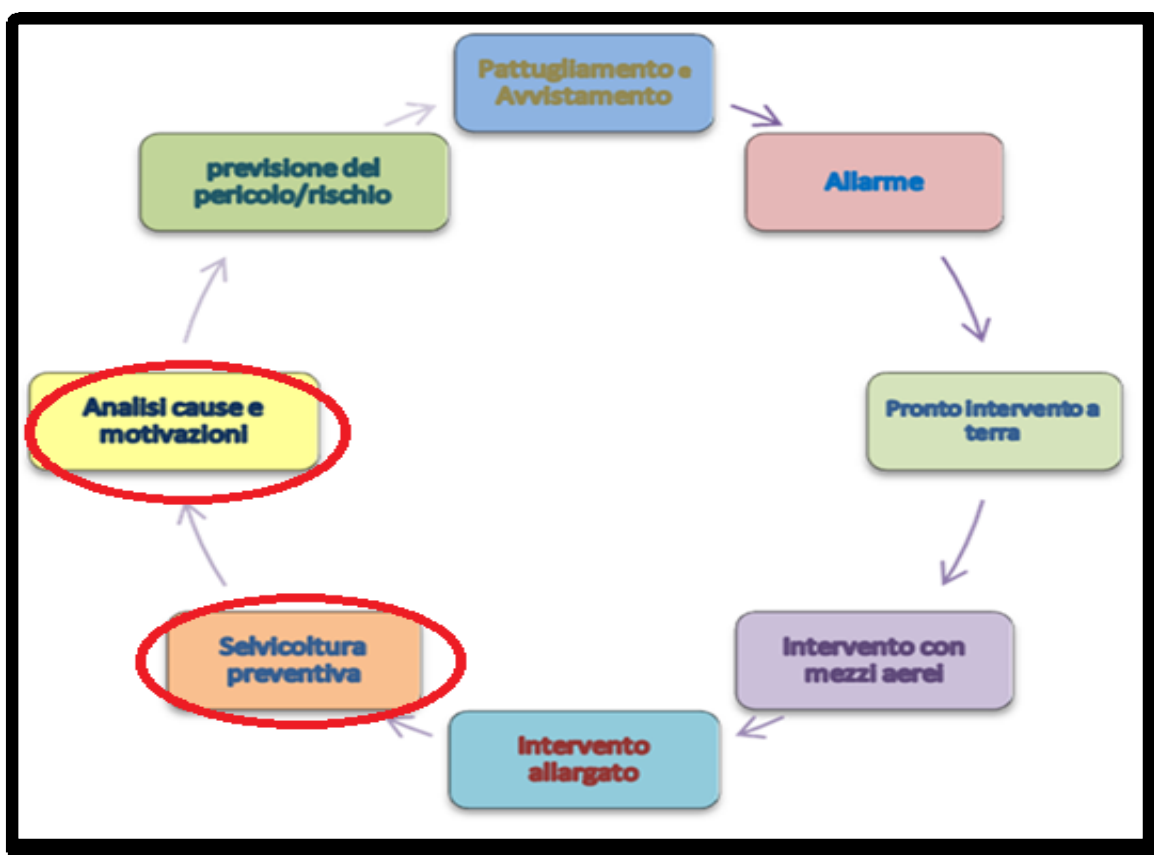 Pattugliamento e
Avvistamento
Allarme
Pronto intervento a
terra
Intervento con
mezzi aerei
Intervento
allargato
Selvicoltura
preventiva
Analisi cause e
motivazioni
previsione del
pericolo/rischio